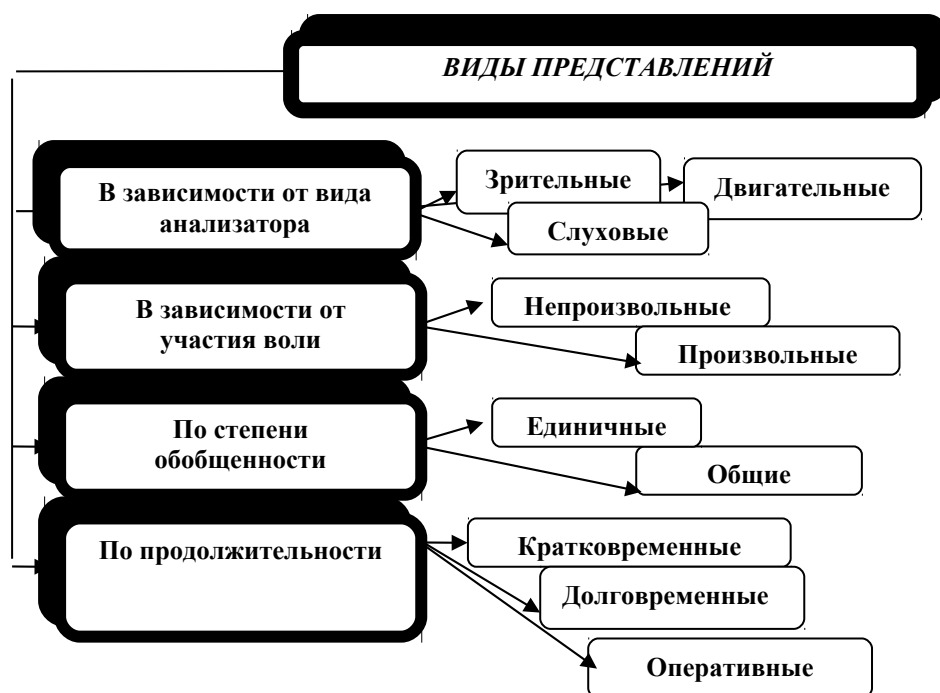 ВИДЫ ПРЕДСТАВЛЕНИЙ
В зависимости от вида
анализатора
Зрительные
Двигательные
Слуховые
В зависимости от
участия воли
Непроизвольные
Произвольные
По степени
обобщенности
Единичные
Общие
По продолжительности
Кратковременные
Долговременные
Оперативные